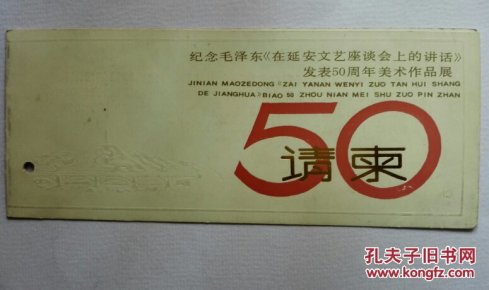 纪念毛泽东《在延安文艺座谈会上的讲话》
发表50周年美术作品展
JINIAN MAOZEDONG《ZAI YANAN WENYI ZUO TAN HUI SHANG
DE JIANGHUA》BIAO 50 ZHOU NIAN MEI SHU ZUO PIN ZHAN
50
请柬
孔夫子旧书网
www.kongfz.com